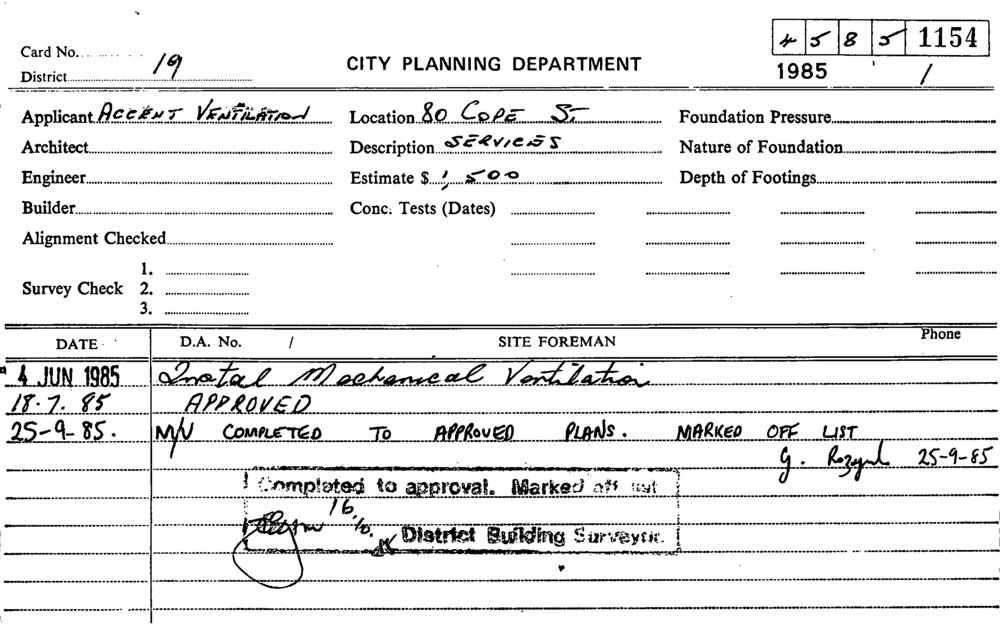 4 5 8 5 1154
Card No.
District 19
CITY PLANNING DEPARTMENT
1985 /
Applicant ACCENT VENTILATION Location 80 COPE ST. Foundation Pressure
Architect Description SERVICES Nature of Foundation
Engineer Estimate $ 1,500 Depth of Footings
Builder Conc. Tests (Dates)
Alignment Checked
1.
Survey Check 2.
3.
DATE D.A. No. / SITE FOREMAN Phone
4 JUN 1985 Instal Mechanical Ventilation
18.7.85 APPROVED
25-9-85. M/V COMPLETED TO APPROVED PLANS. MARKED OFF LIST
G. 25-9-85
Completed to approval. Marked off list
16/10.
District Building Surveyor.